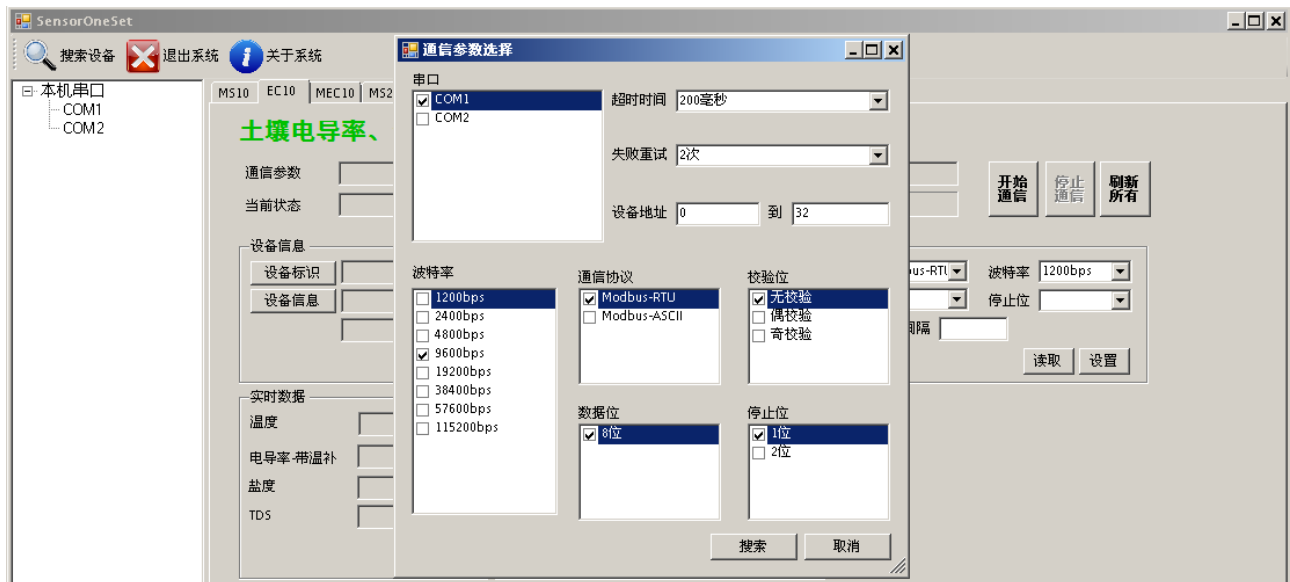 SensorOneSet
搜索设备 退出系统 关于系统
本机串口
COM1
COM2
MS10 EC10 MEC10 MS2
土壤电导率、
通信参数
当前状态
开始通信 停止通信 刷新所有
设备信息
设备标识
设备信息
us-RTU 波特率 1200bps
停止位
间隔
读取 设置
实时数据
温度
电导率-带温补
盐度
TDS
通信参数选择
串口
COM1
COM2
超时时间 200毫秒
失败重试 2次
设备地址 0 到 32
波特率
1200bps
2400bps
4800bps
9600bps
19200bps
38400bps
57600bps
115200bps
通信协议
Modbus-RTU
Modbus-ASCII
校验位
无校验
偶校验
奇校验
数据位
8位
停止位
1位
2位
搜索 取消